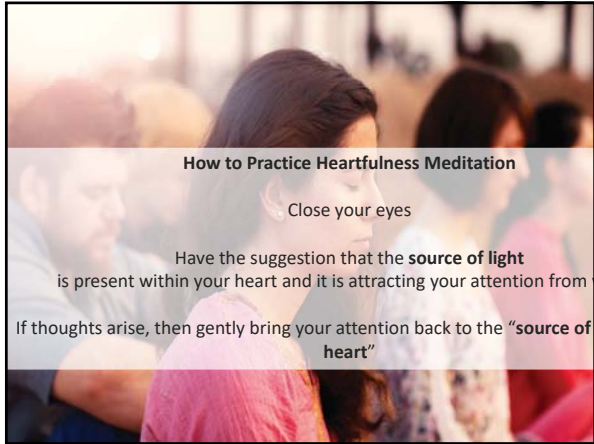 How to Practice Heartfulness Meditation
Close your eyes
Have the suggestion that the source of light
is present within your heart and it is attracting your attention from
If thoughts arise, then gently bring your attention back to the “source of
heart”